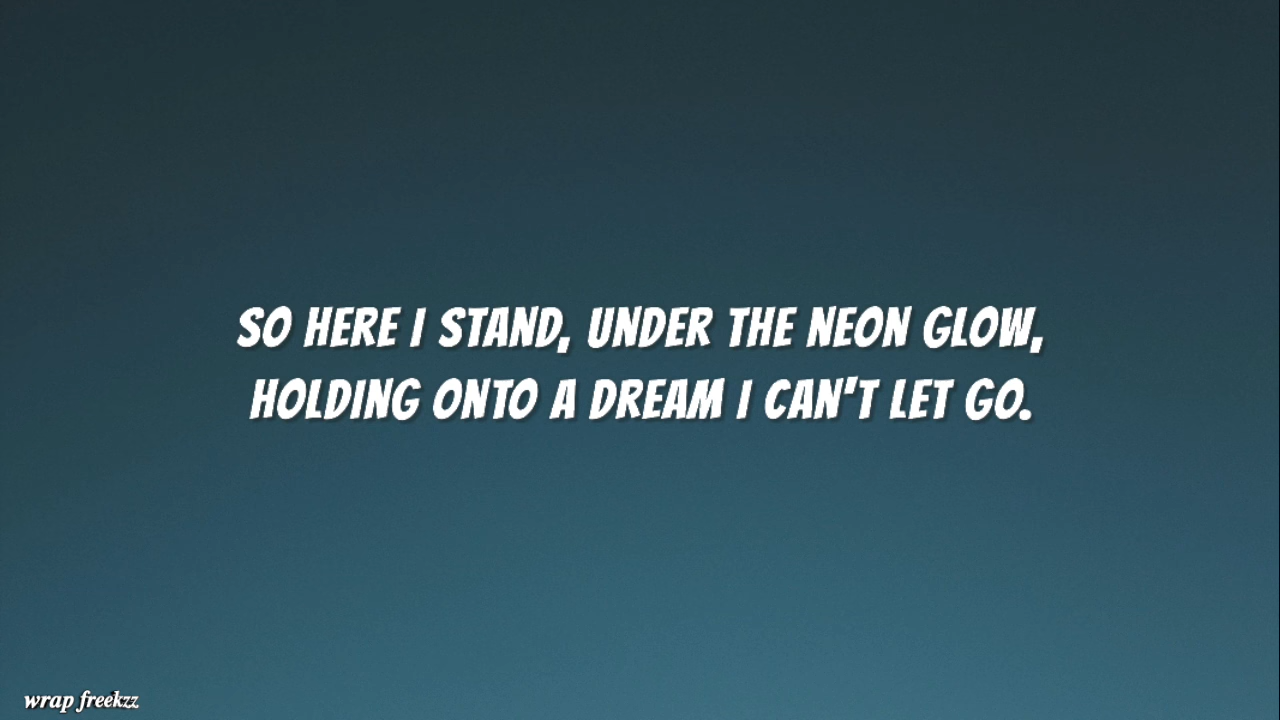 SO HERE I STAND, UNDER THE NEON GLOW,
HOLDING ONTO A DREAM I CAN'T LET GO.
wrap freekzz